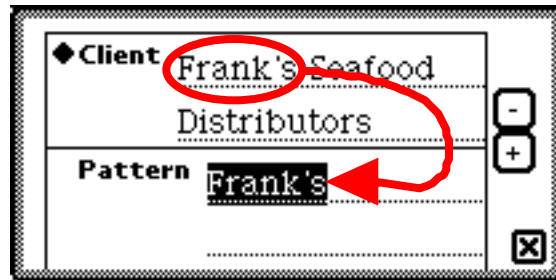 ◆Client Frank's Seafood
Distributors
-
+
Pattern Frank's